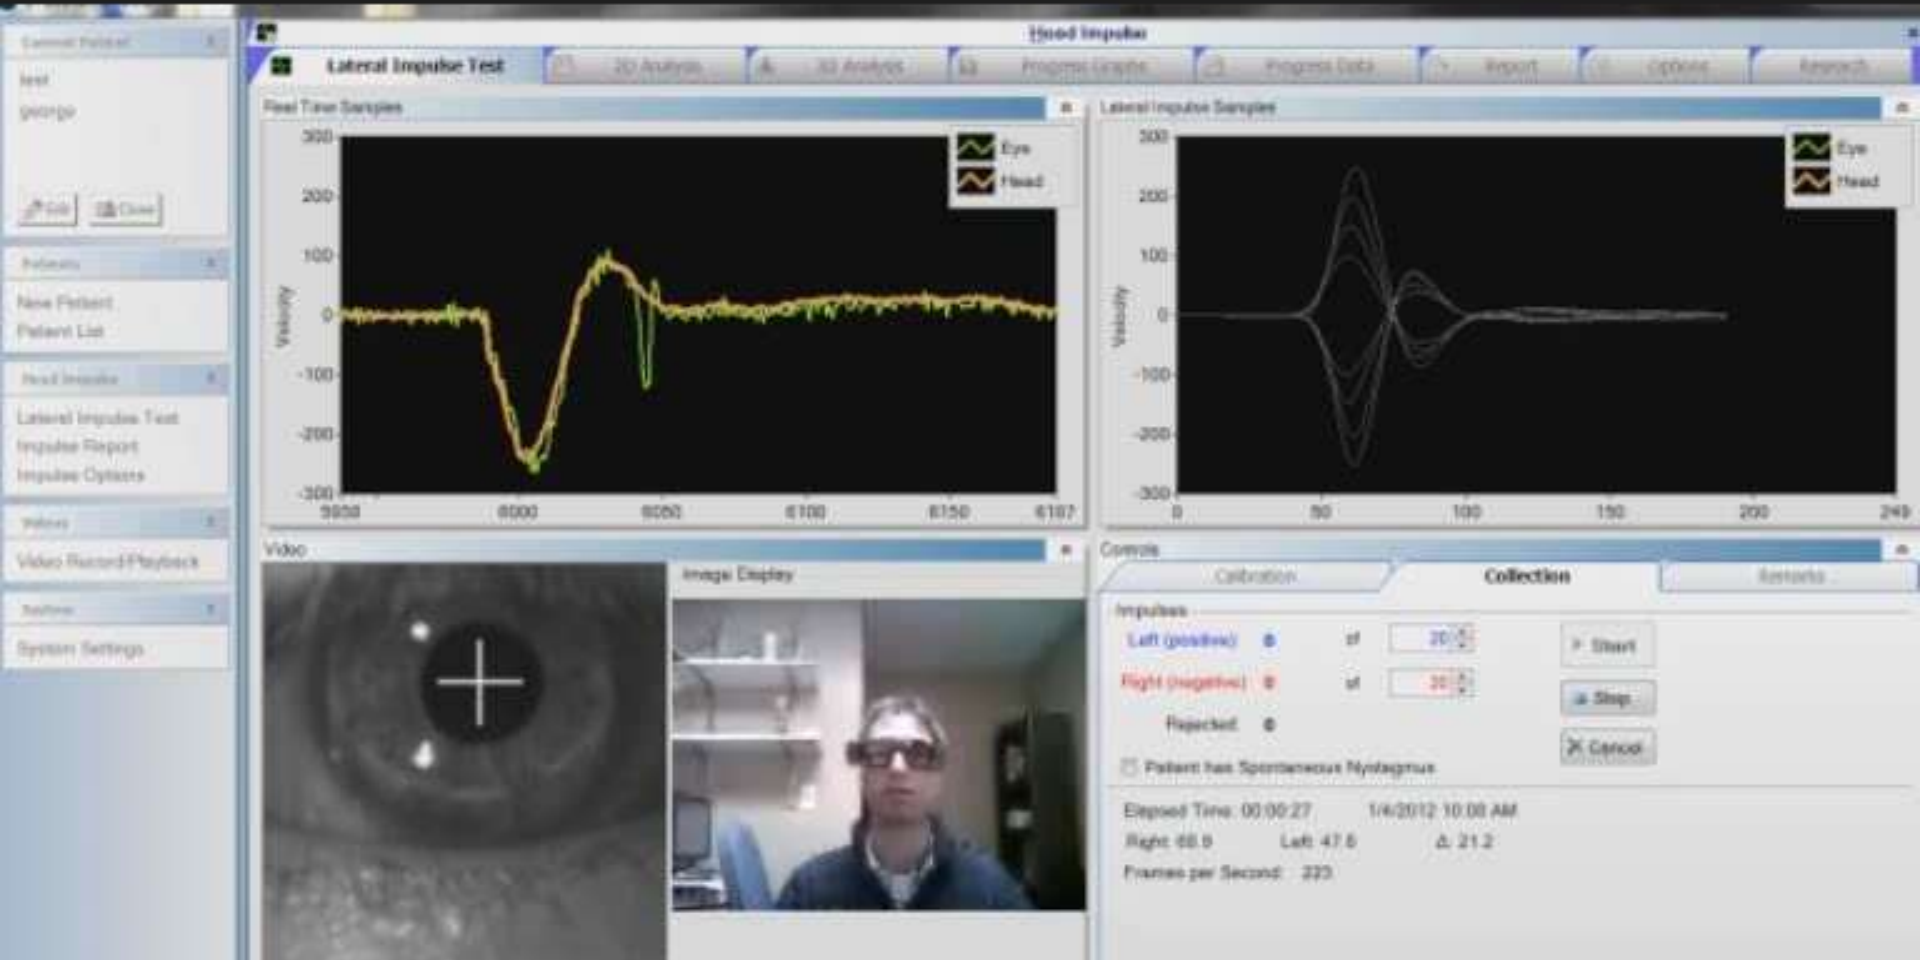 Head Impulse
test
george
Edit
Close
Patients
New Patient
Patient List
Head Impulse
Lateral Impulse Test
Impulse Report
Impulse Options
Videos
Video Record/Playback
System
System Settings
Lateral Impulse Test
2D Analysis
3D Analysis
Progress Graphs
Progress Data
Report
Options
Research
Real Time Samples
Eye
Head
Velocity
300
200
100
0
-100
-200
-300
5950
6000
6050
6100
6150
6187
Lateral Impulse Samples
Eye
Head
Velocity
300
200
100
0
-100
-200
-300
0
50
100
150
200
249
Video
Image Display
Controls
Calibration
Collection
Remarks
Impulses
Left (positive) 0 of 20
Right (negative) 0 of 20
Rejected 0
Start
Stop
Cancel
Patient has Spontaneous Nystagmus
Elapsed Time: 00:00:27 1/4/2012 10:08 AM
Left: 47.6 Δ 21.2
Frames per Second: 223